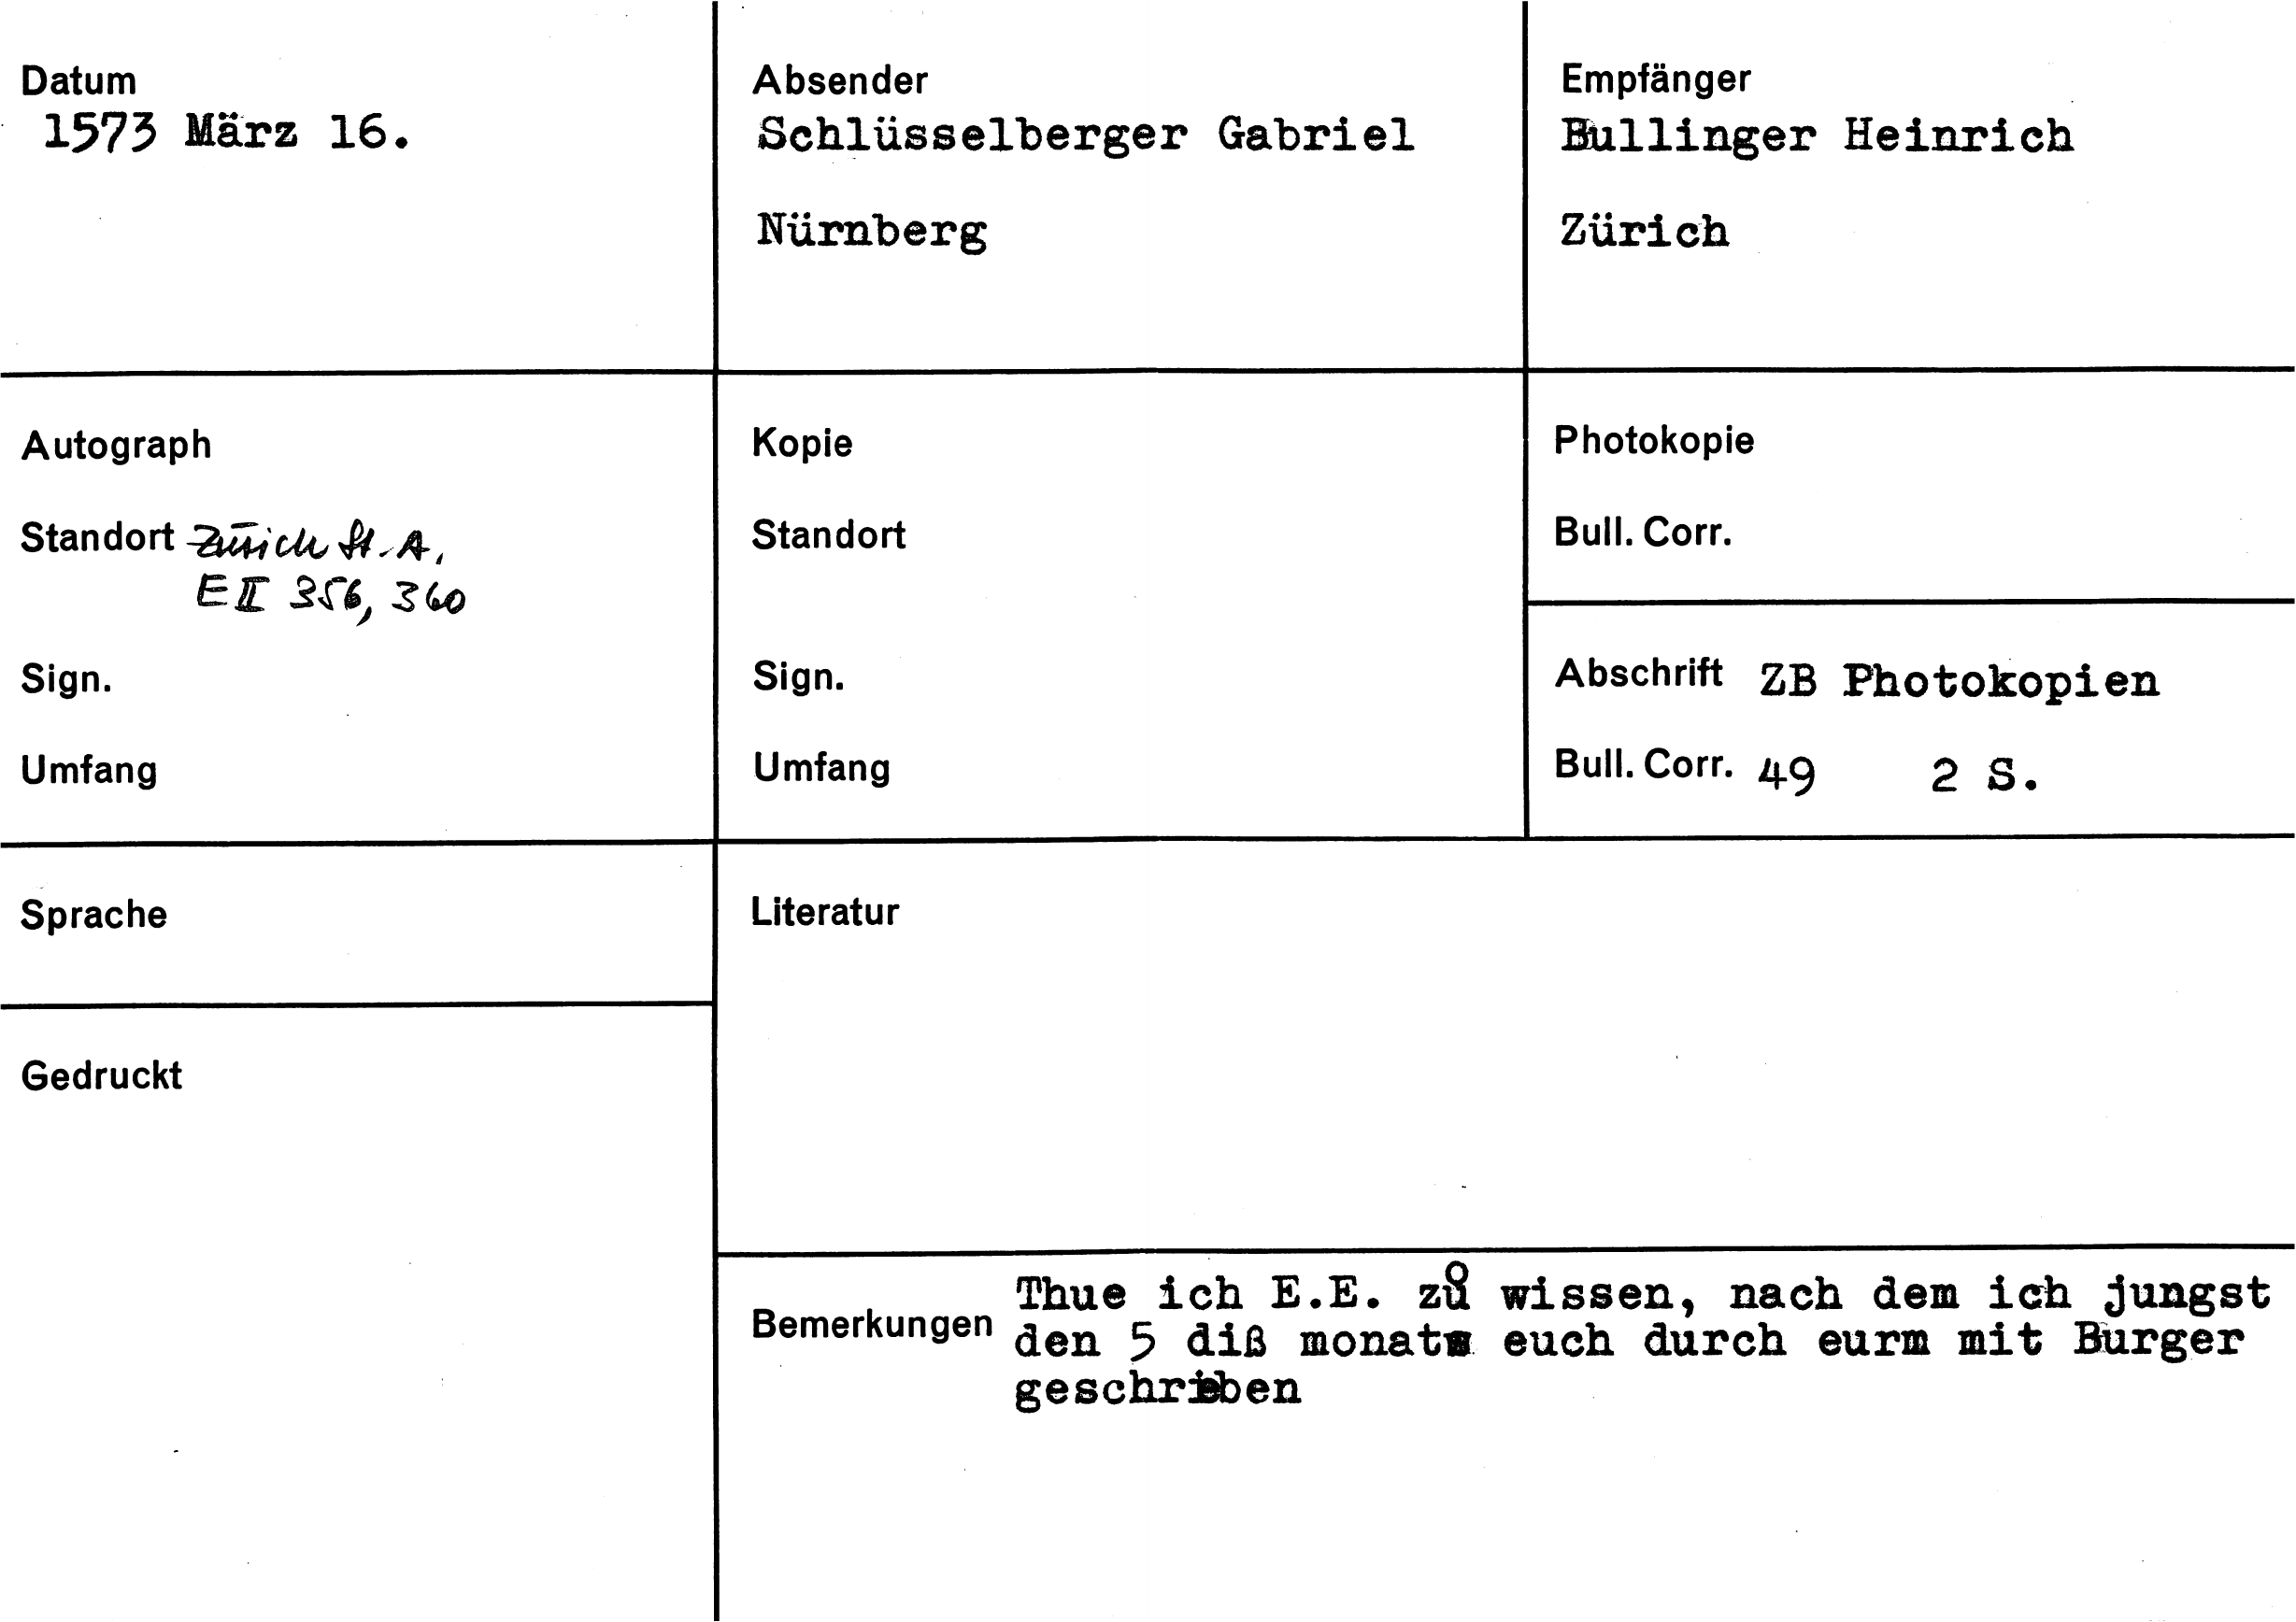 Datum
1573 März 16.
Absender
Schlüsselberger Gabriel
Nürnberg
Empfänger
Bullinger Heinrich
Zürich
Autograph
Standort Zürich St. A.
E II 356, 360
Sign.
Umfang
Kopie
Standort
Sign.
Umfang
Photokopie
Bull. Corr.
Abschrift ZB Photokopien
Bull. Corr. 49 2 S.
Sprache
Gedruckt
Literatur
Bemerkungen
Thue ich E.E. zů wissen, nach dem ich jungst
den 5 diß monats euch durch eurm mit Burger
geschrieben